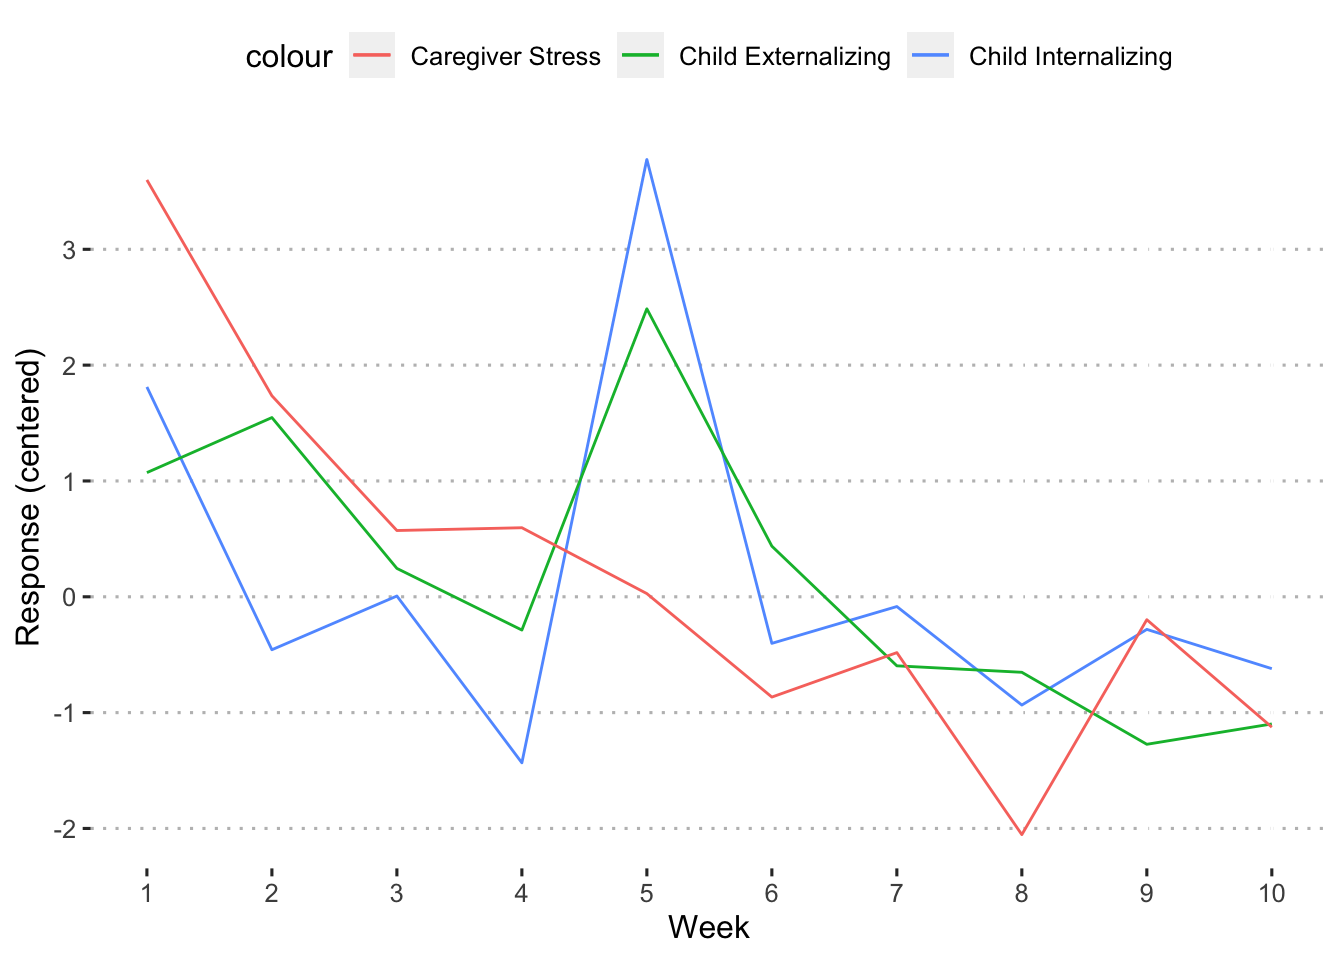 colour Caregiver Stress Child Externalizing Child Internalizing
Response (centered)
3
2
1
0
-1
-2
1 2 3 4 5 6 7 8 9 10
Week